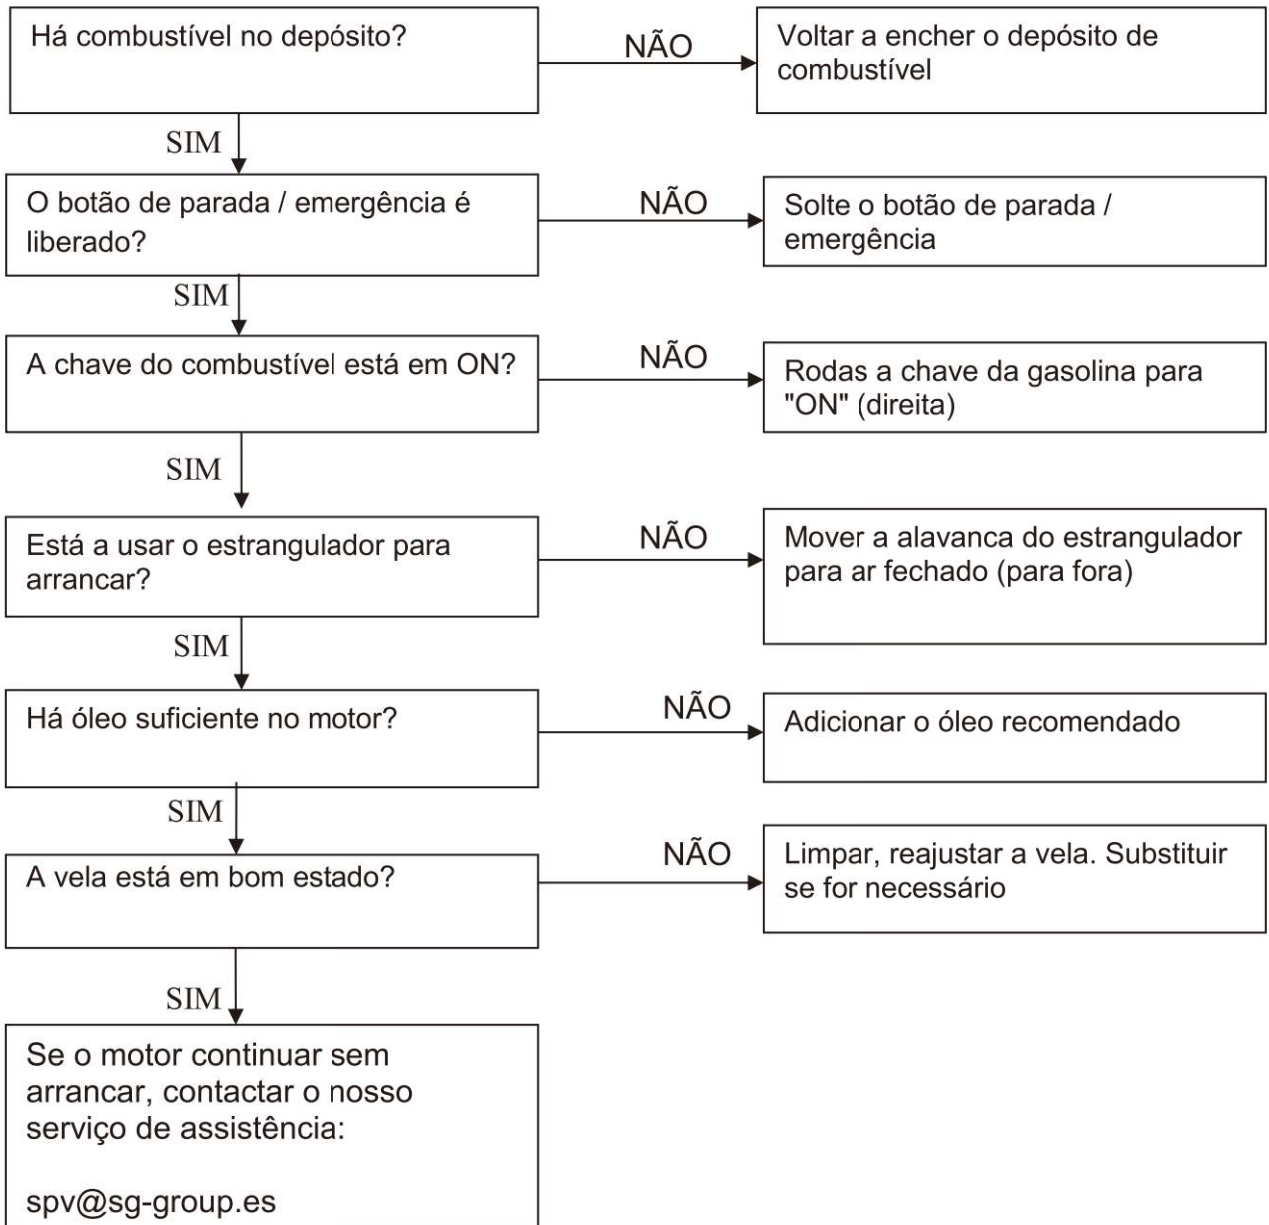 Há combustível no depósito?
NÃO
Voltar a encher o depósito de
combustível
SIM
O botão de parada / emergência é
liberado?
NÃO
Solte o botão de parada /
emergência
SIM
A chave do combustível está em ON?
NÃO
Rodas a chave da gasolina para
"ON" (direita)
SIM
Está a usar o estrangulador para
arrancar?
NÃO
Mover a alavanca do estrangulador
para ar fechado (para fora)
SIM
Há óleo suficiente no motor?
NÃO
Adicionar o óleo recomendado
SIM
A vela está em bom estado?
NÃO
Limpar, reajustar a vela. Substituir
se for necessário
SIM
Se o motor continuar sem
arrancar, contactar o nosso
serviço de assistência:
spv@sg-group.es